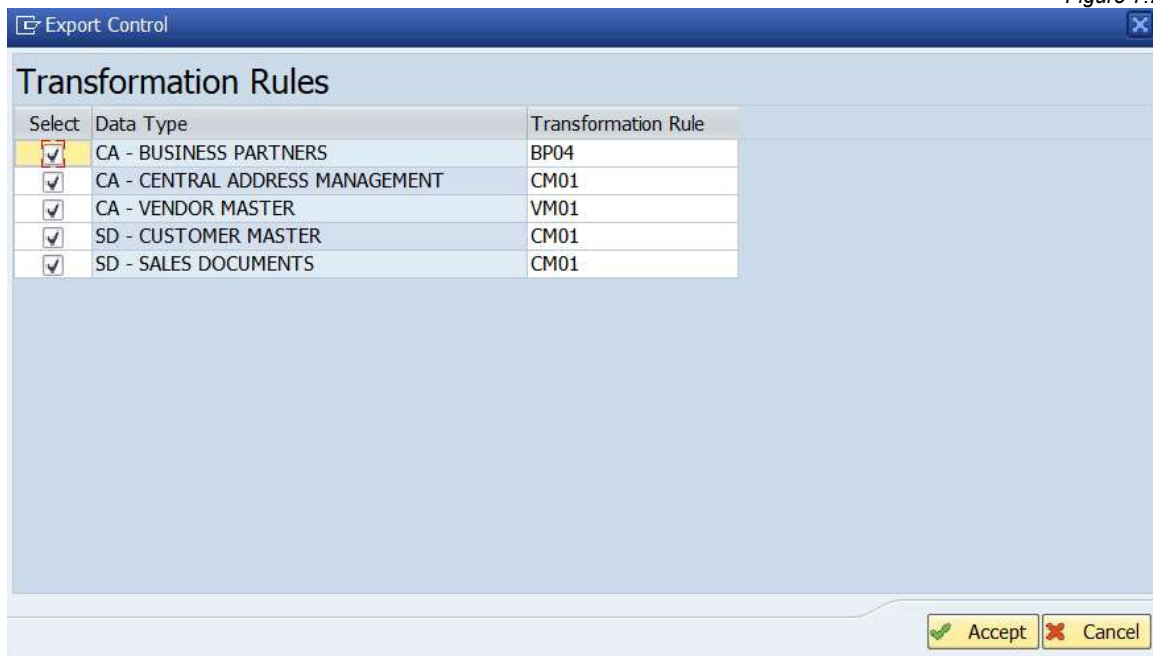 Export Control
Transformation Rules
Select Data Type Transformation Rule
CA - BUSINESS PARTNERS BP04
CA - CENTRAL ADDRESS MANAGEMENT CM01
CA - VENDOR MASTER VM01
SD - CUSTOMER MASTER CM01
SD - SALES DOCUMENTS CM01
Accept Cancel